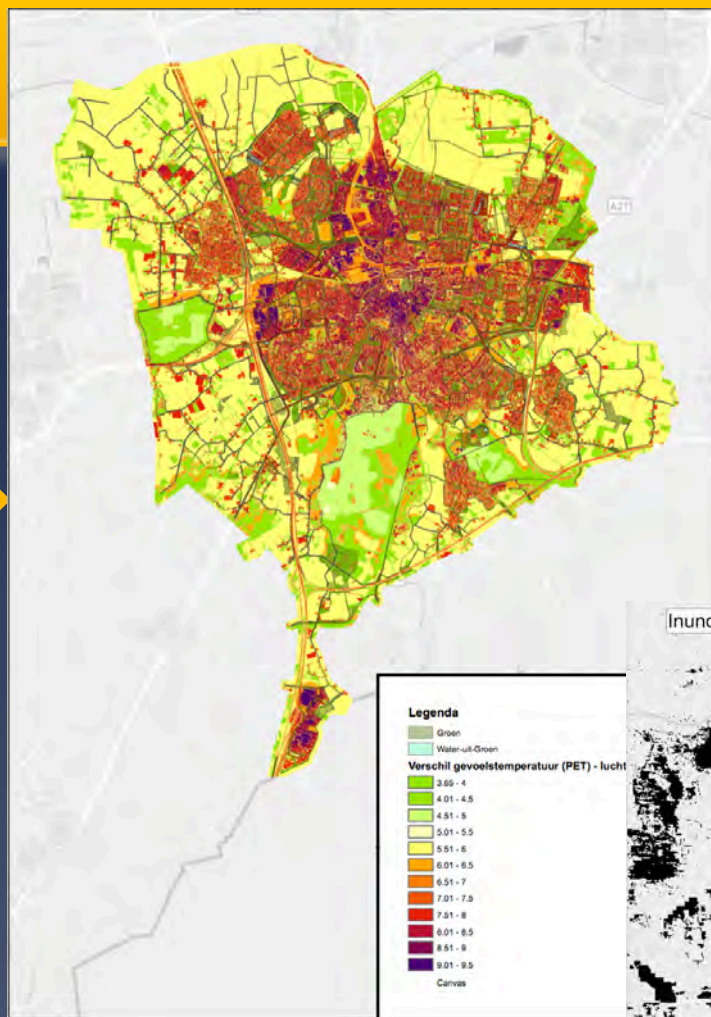 A27
Inund
Legenda
Groen
Water-uit-Groen
Verschil gevoelstemperatuur (PET) - lucht
3.65 - 4
4.01 - 4.5
4.51 - 5
5.01 - 5.5
5.51 - 6
6.01 - 6.5
6.51 - 7
7.01 - 7.5
7.51 - 8
8.01 - 8.5
8.51 - 9
9.01 - 9.5
Canvas